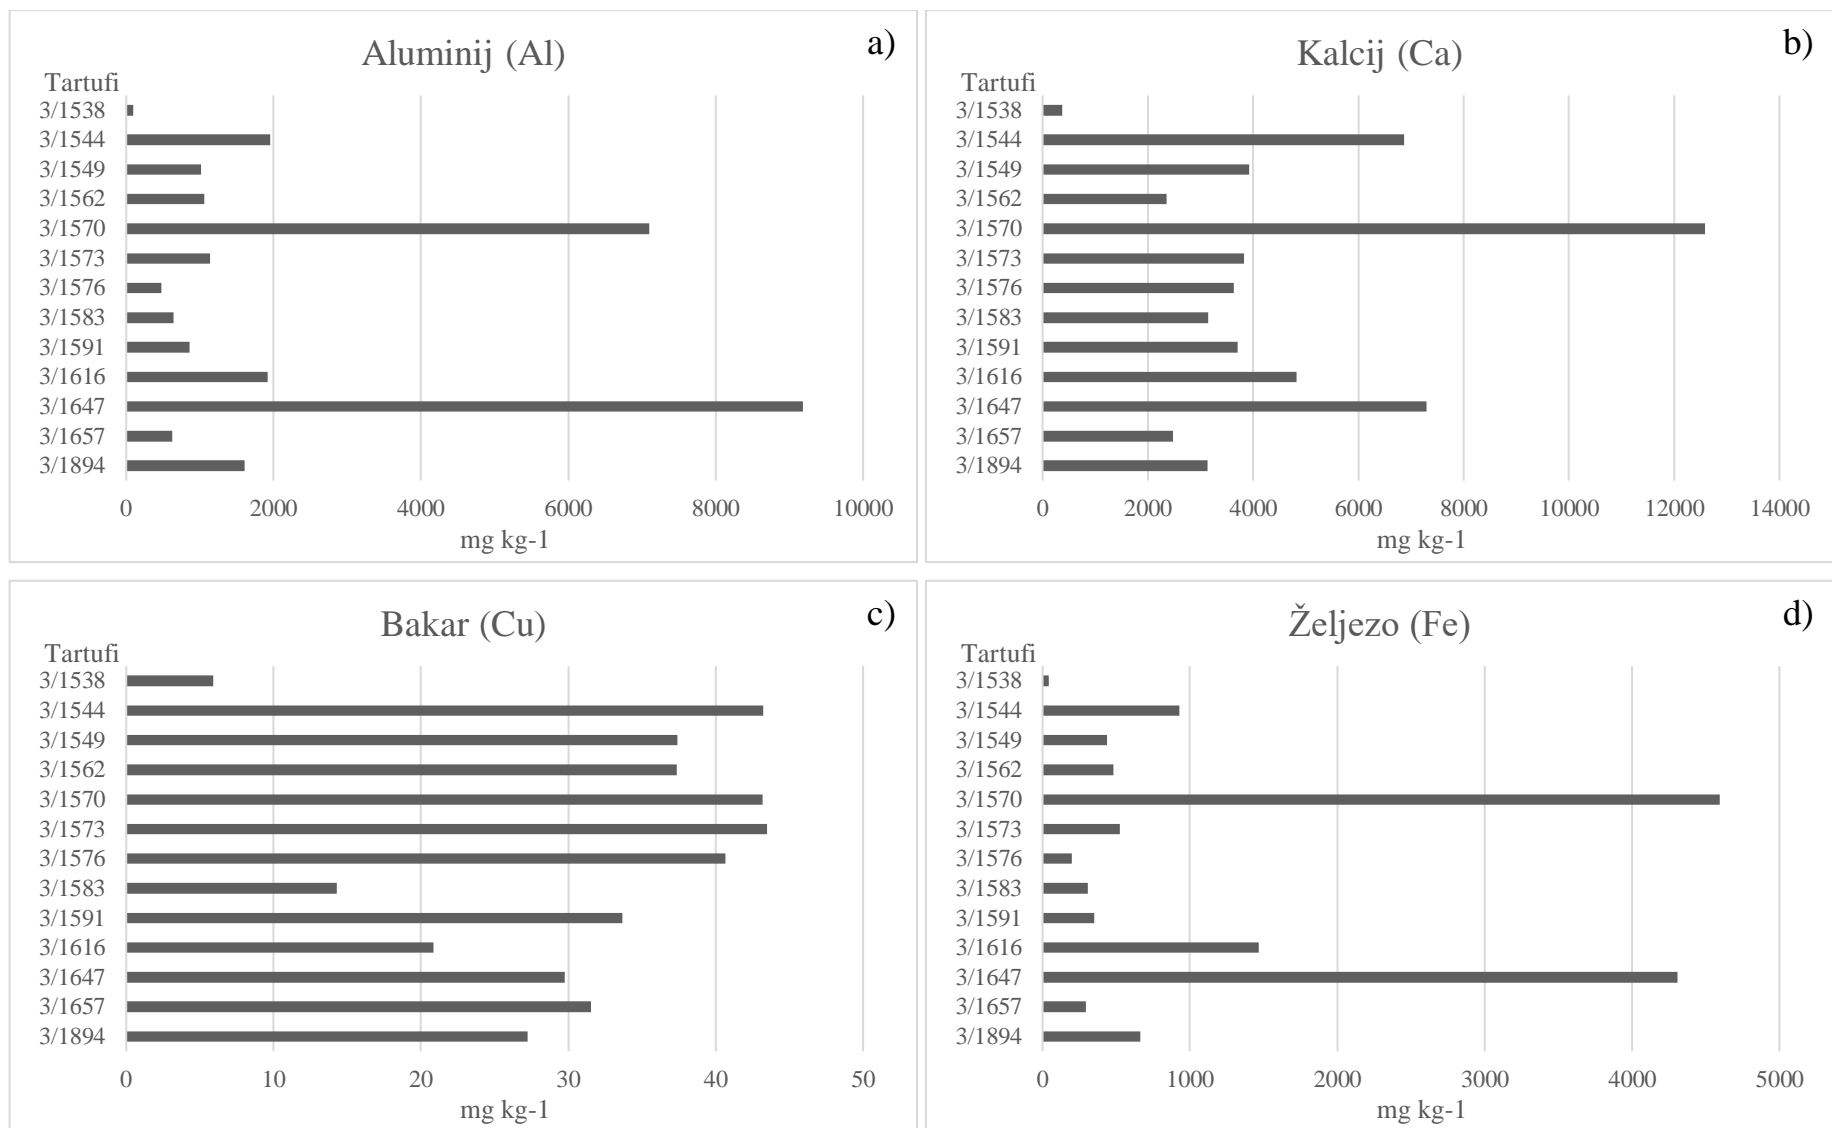 Aluminij (Al)
a)
Tartufi
3/1538
3/1544
3/1549
3/1562
3/1570
3/1573
3/1576
3/1583
3/1591
3/1616
3/1647
3/1657
3/1894
0 2000 4000 6000 8000 10000
mg kg-1
Kalcij (Ca)
b)
Tartufi
3/1538
3/1544
3/1549
3/1562
3/1570
3/1573
3/1576
3/1583
3/1591
3/1616
3/1647
3/1657
3/1894
0 2000 4000 6000 8000 10000 12000 14000
mg kg-1
Bakar (Cu)
c)
Tartufi
3/1538
3/1544
3/1549
3/1562
3/1570
3/1573
3/1576
3/1583
3/1591
3/1616
3/1647
3/1657
3/1894
0 10 20 30 40 50
mg kg-1
Željezo (Fe)
d)
Tartufi
3/1538
3/1544
3/1549
3/1562
3/1570
3/1573
3/1576
3/1583
3/1591
3/1616
3/1647
3/1657
3/1894
0 1000 2000 3000 4000 5000
mg kg-1